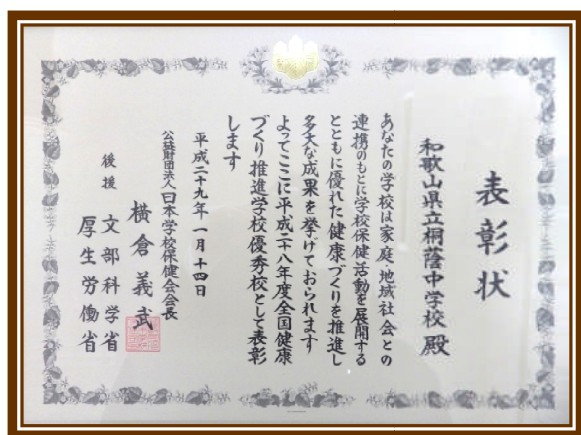 表彰状
和歌山県立桐蔭中学校 殿
あなたの学校は家庭 地域社会との
連携のもとに学校保健活動を展開する
とともに優れた健康づくりを推進し
多大な成果を挙げておられます
よってここに平成二十八年度全国健康
づくり推進学校優秀校として表彰
します
平成二十九年一月十四日
公益財団法人日本学校保健会会長
横倉義武
後援 文部科学省
厚生労働省